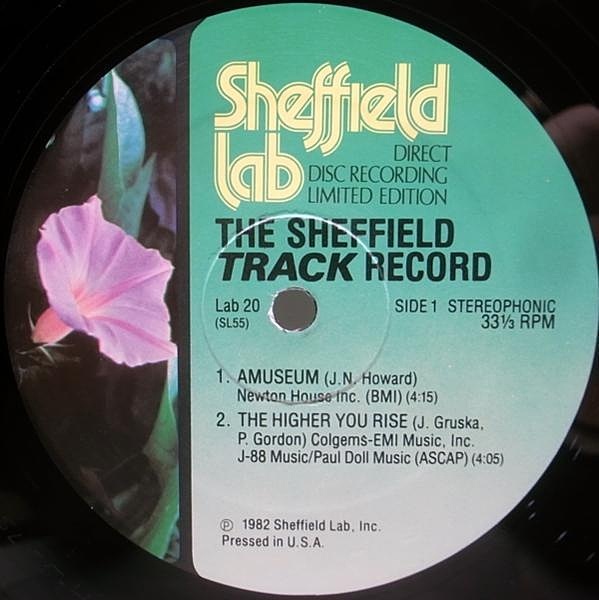 Sheffield
lab
DIRECT
DISC RECORDING
LIMITED EDITION
THE SHEFFIELD
TRACK RECORD
Lab 20
(SL55)
SIDE 1 STEREOPHONIC
33⅓ RPM
1. AMUSEUM (J.N. Howard)
Newton House Inc. (BMI) (4:15)
2. THE HIGHER YOU RISE (J. Gruska,
P. Gordon) Colgems-EMI Music, Inc.
J-88 Music/Paul Doll Music (ASCAP) (4:05)
℗ 1982 Sheffield Lab, Inc.
Pressed in U.S.A.